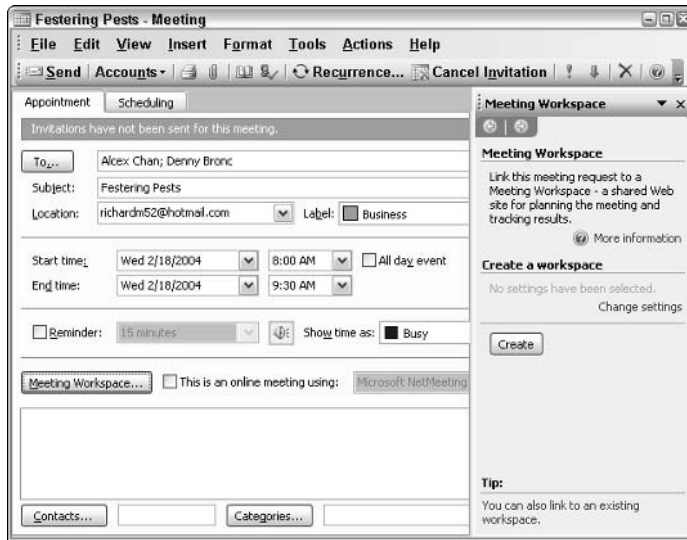 Festering Pests - Meeting
File Edit View Insert Format Tools Actions Help
Send Accounts Recurrence... Cancel Invitation
Appointment Scheduling
Invitations have not been sent for this meeting.
To... Alcex Chan; Denny Bronc
Subject: Festering Pests
Location: richardm52@hotmail.com Label: Business
Start time: Wed 2/18/2004 8:00 AM All day event
End time: Wed 2/18/2004 9:30 AM
Reminder: 15 minutes Show time as: Busy
Meeting Workspace... This is an online meeting using: Microsoft NetMeeting
Contacts... Categories...
Meeting Workspace
Meeting Workspace
Link this meeting request to a
Meeting Workspace - a shared Web
site for planning the meeting and
tracking results.
More information
Create a workspace
No settings have been selected.
Change settings
Create
Tip:
You can also link to an existing
workspace.